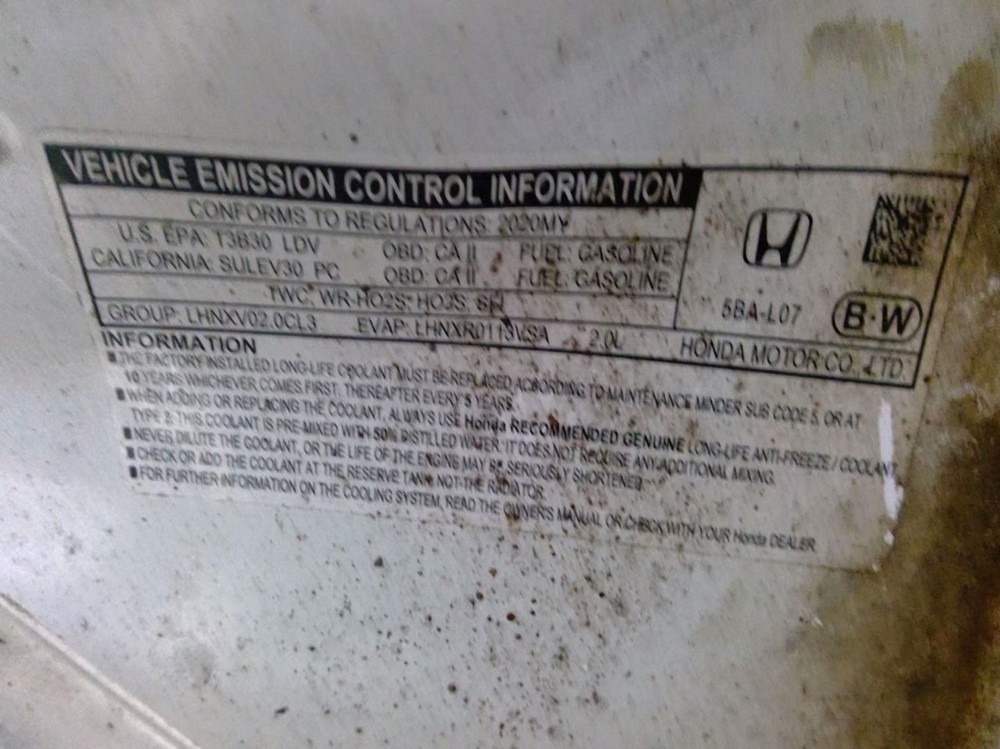 VEHICLE EMISSION CONTROL INFORMATION
CONFORMS TO REGULATIONS: 2020MY
U.S. EPA: T3B30 LDV OBD: CA II FUEL: GASOLINE
CALIFORNIA: SULEV30 PC OBD: CA II FUEL: GASOLINE
TWC, WR-HO2S, HO2S, SFI
GROUP: LHNXV02.0CL3 EVAP: LHNXR0113VSA 2.0L
5BA-L07 B·W
HONDA MOTOR CO., LTD.
INFORMATION
■ THE FACTORY INSTALLED LONG-LIFE COOLANT MUST BE REPLACED ACCORDING TO MAINTENANCE MINDER SUB CODE 5, OR AT
10 YEARS WHICHEVER COMES FIRST, THEREAFTER EVERY 5 YEARS.
■ WHEN ADDING OR REPLACING THE COOLANT, ALWAYS USE Honda RECOMMENDED GENUINE LONG-LIFE ANTI-FREEZE / COOLANT
TYPE 2. THIS COOLANT IS PRE-MIXED WITH 50% DISTILLED WATER. IT DOES NOT REQUIRE ANY ADDITIONAL MIXING.
■ NEVER DILUTE THE COOLANT, OR THE LIFE OF THE ENGINE MAY BE SERIOUSLY SHORTENED.
■ CHECK OR ADD THE COOLANT AT THE RESERVE TANK NOT THE RADIATOR.
■ FOR FURTHER INFORMATION ON THE COOLING SYSTEM, READ THE OWNER'S MANUAL OR CHECK WITH YOUR Honda DEALER